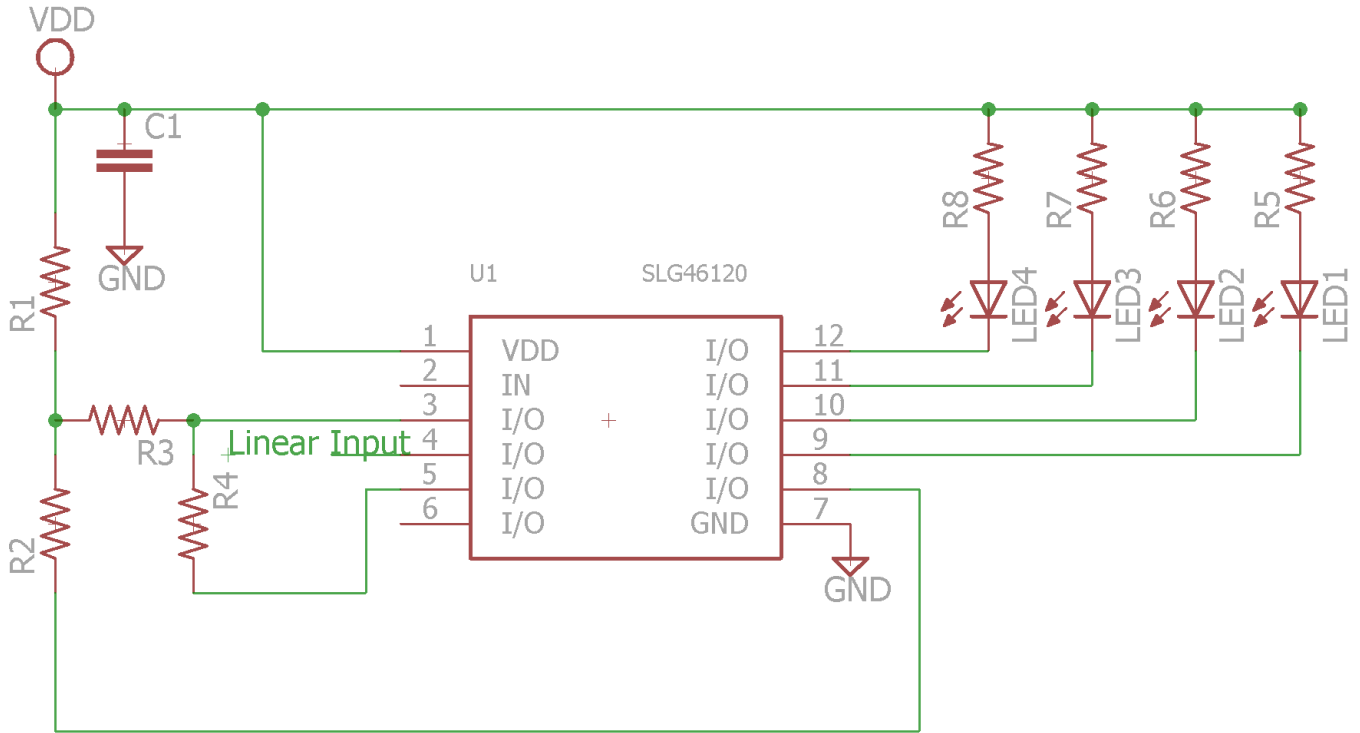 VDD
C1
GND
R1
R3
R2
R4
Linear Input
U1
SLG46120
1
2
3
4
5
6
VDD
IN
I/O
I/O
I/O
I/O
I/O
I/O
I/O
I/O
I/O
GND
12
11
10
9
8
7
GND
R8
R7
R6
R5
LED4
LED3
LED2
LED1